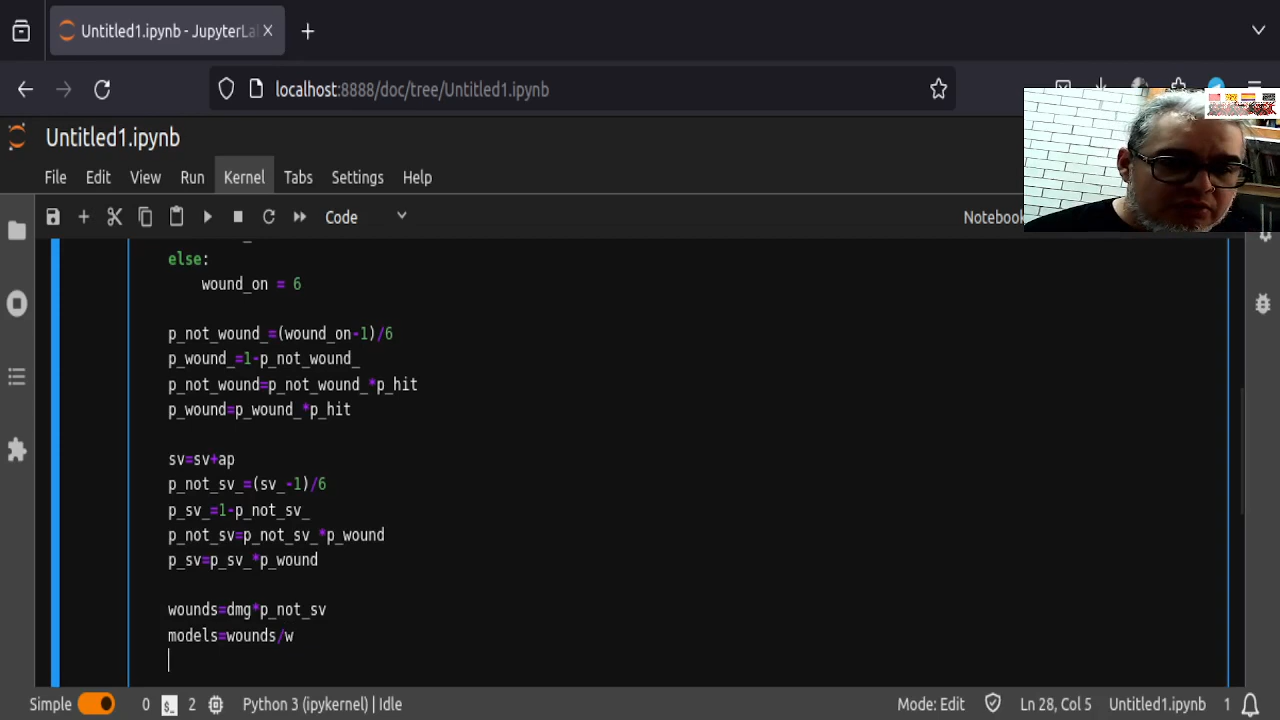 Untitled1.ipynb - JupyterLa
localhost:8888/doc/tree/Untitled1.ipynb
Untitled1.ipynb
File Edit View Run Kernel Tabs Settings Help
Code
Notebook
else:
wound_on = 6
p_not_wound_=(wound_on-1)/6
p_wound_=1-p_not_wound_
p_not_wound=p_not_wound_*p_hit
p_wound=p_wound_*p_hit
sv=sv+ap
p_not_sv_=(sv_-1)/6
p_sv_=1-p_not_sv_
p_not_sv=p_not_sv_*p_wound
p_sv=p_sv_*p_wound
wounds=dmg*p_not_sv
models=wounds/w
Simple 0 $_ 2 Python 3 (ipykernel) | Idle Mode: Edit Ln 28, Col 5 Untitled1.ipynb 1